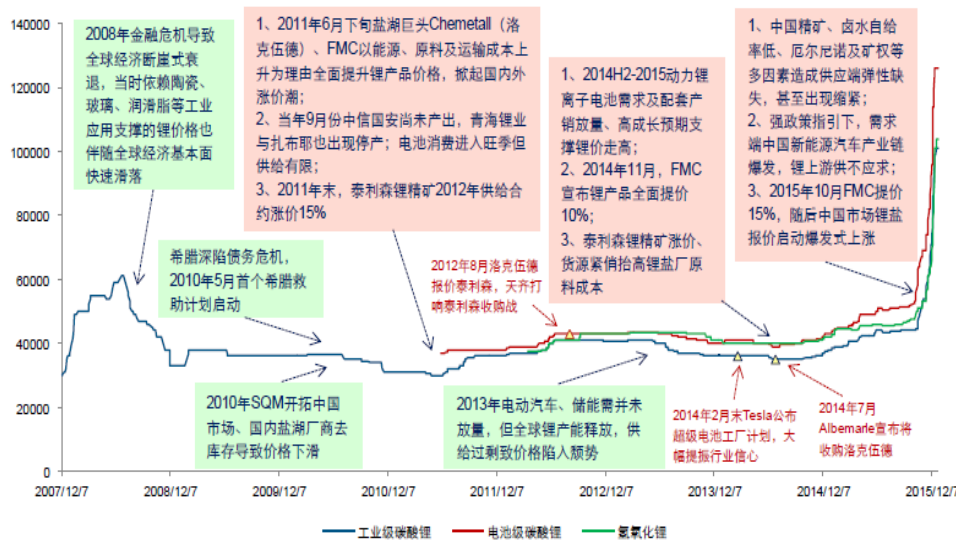 140000
120000
100000
80000
60000
40000
20000
0
2008年金融危机导致
全球经济断崖式衰
退，当时依赖陶瓷、
玻璃、润滑脂等工业
应用支撑的锂价格也
伴随全球经济基本面
快速滑落
1、2011年6月下旬盐湖巨头Chemetall（洛
克伍德）、FMC以能源、原料及运输成本上
升为理由全面提升锂产品价格，掀起国内外
涨价潮；
2、当年9月份中信国安尚未产出，青海锂业
与扎布耶也出现停产；电池消费进入旺季但
供给有限；
3、2011年末，泰利森锂精矿2012年供给合
约涨价15%
1、2014H2-2015动力锂
离子电池需求及配套产
销放量、高成长预期支
撑锂价走高；
2、2014年11月，FMC
宣布锂产品全面提价
10%；
3、泰利森锂精矿涨价、
货源紧俏抬高锂盐厂原
料成本
1、中国精矿、卤水自给
率低、厄尔尼诺及矿权等
多因素造成供应端弹性缺
失，甚至出现缩紧；
2、强政策指引下，需求
端中国新能源汽车产业链
爆发，锂上游供不应求；
3、2015年10月FMC提价
15%，随后中国市场锂盐
报价启动爆发式上涨
希腊深陷债务危机，
2010年5月首个希腊救
助计划启动
2012年8月洛克伍德
报价泰利森，天齐打
响泰利森收购战
2010年SQM开拓中国
市场、国内盐湖厂商去
库存导致价格下滑
2013年电动汽车、储能需并未
放量，但全球锂产能释放，供
给过剩致价格陷入颓势
2014年2月末Tesla公布
超级电池工厂计划，大
幅提振行业信心
2014年7月
Albemarle宣布将
收购洛克伍德
2007/12/7
2008/12/7
2009/12/7
2010/12/7
2011/12/7
2012/12/7
2013/12/7
2014/12/7
2015/12/7
工业级碳酸锂
电池级碳酸锂
氢氧化锂